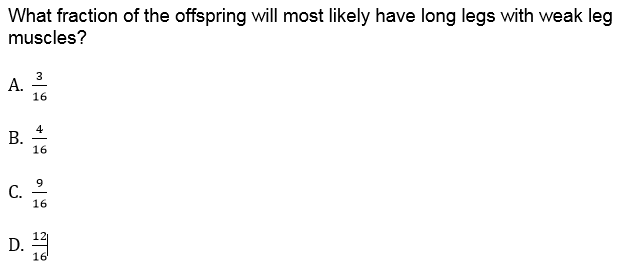 What fraction of the offspring will most likely have long legs with weak leg
muscles?
A. 3/16
B. 4/16
C. 9/16
D. 12/16